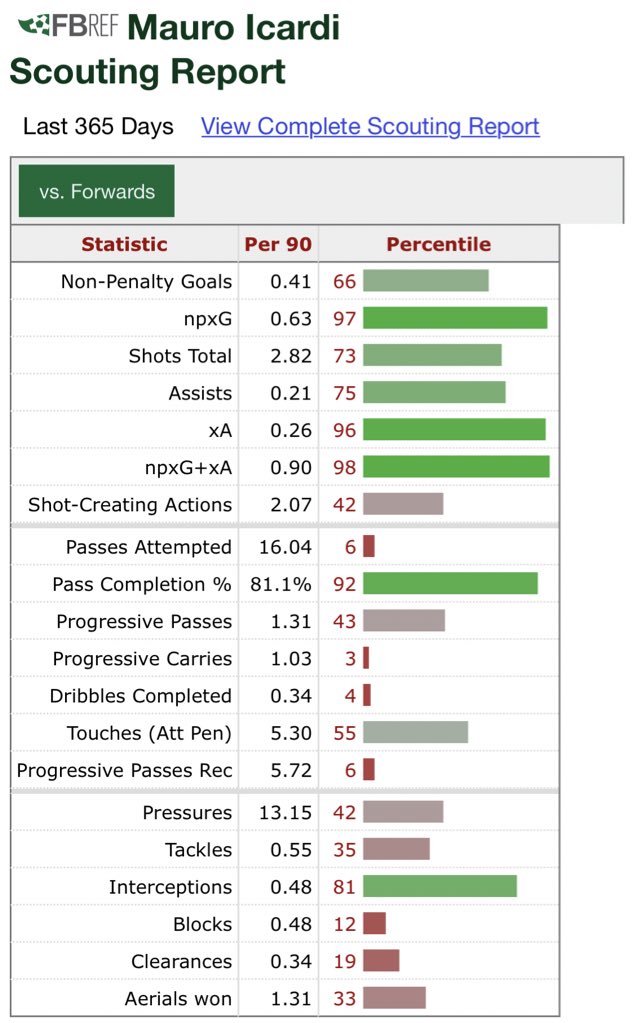 FBREF Mauro Icardi
Scouting Report
Last 365 Days View Complete Scouting Report
vs. Forwards
Statistic Per 90 Percentile
Non-Penalty Goals 0.41 66
npxG 0.63 97
Shots Total 2.82 73
Assists 0.21 75
xA 0.26 96
npxG+xA 0.90 98
Shot-Creating Actions 2.07 42
Passes Attempted 16.04 6
Pass Completion % 81.1% 92
Progressive Passes 1.31 43
Progressive Carries 1.03 3
Dribbles Completed 0.34 4
Touches (Att Pen) 5.30 55
Progressive Passes Rec 5.72 6
Pressures 13.15 42
Tackles 0.55 35
Interceptions 0.48 81
Blocks 0.48 12
Clearances 0.34 19
Aerials won 1.31 33